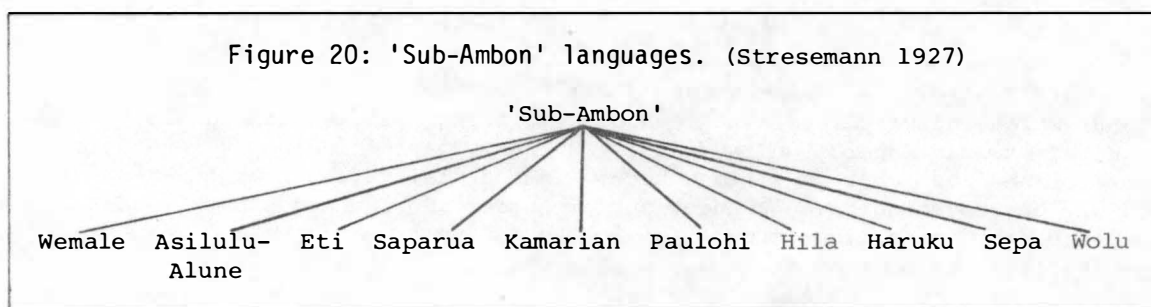 Figure 20: 'Sub-Ambon' languages. (Stresemann 1927)
'Sub-Ambon'
Wemale Asilulu- Eti Saparua Kamarian Paulohi Hila Haruku Sepa Wolu
Alune